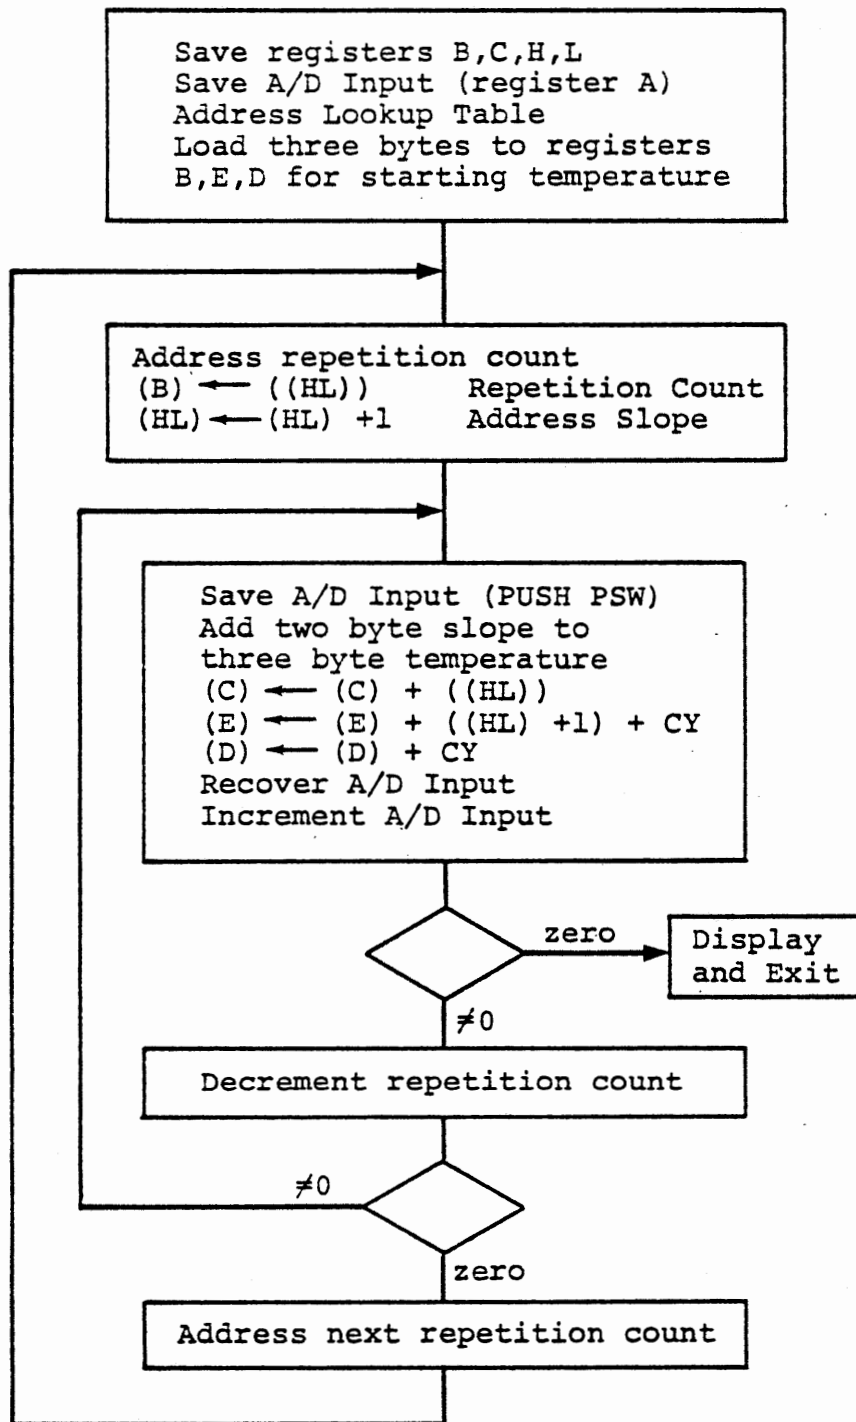 Save registers B,C,H,L
Save A/D Input (register A)
Address Lookup Table
Load three bytes to registers
B,E,D for starting temperature
Address repetition count
(B) ← ((HL)) Repetition Count
(HL) ← (HL) +1 Address Slope
Save A/D Input (PUSH PSW)
Add two byte slope to
three byte temperature
(C) ← (C) + ((HL))
(E) ← (E) + ((HL) +1) + CY
(D) ← (D) + CY
Recover A/D Input
Increment A/D Input
zero
Display
and Exit
≠0
Decrement repetition count
≠0
zero
Address next repetition count